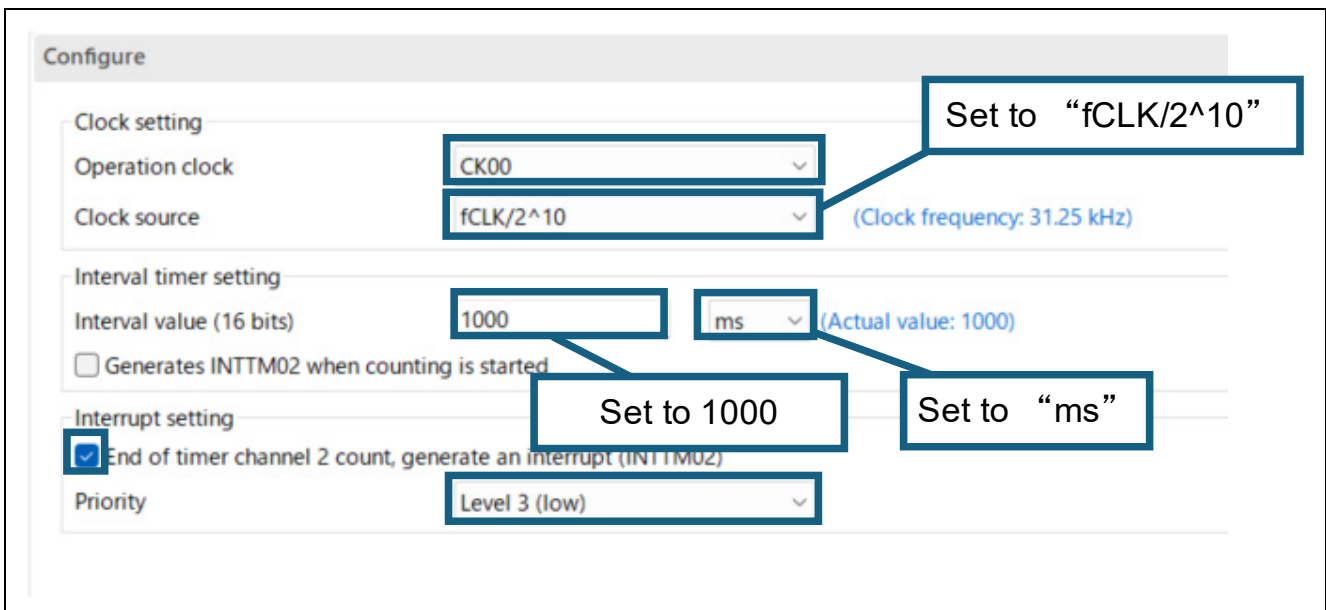 Configure
Set to “fCLK/2^10”
Clock setting
Operation clock CK00
Clock source fCLK/2^10 (Clock frequency: 31.25 kHz)
Interval timer setting
Interval value (16 bits) 1000 ms (Actual value: 1000)
Generates INTTM02 when counting is started
Set to 1000
Set to “ms”
Interrupt setting
End of timer channel 2 count, generate an interrupt (INTTM02)
Priority Level 3 (low)